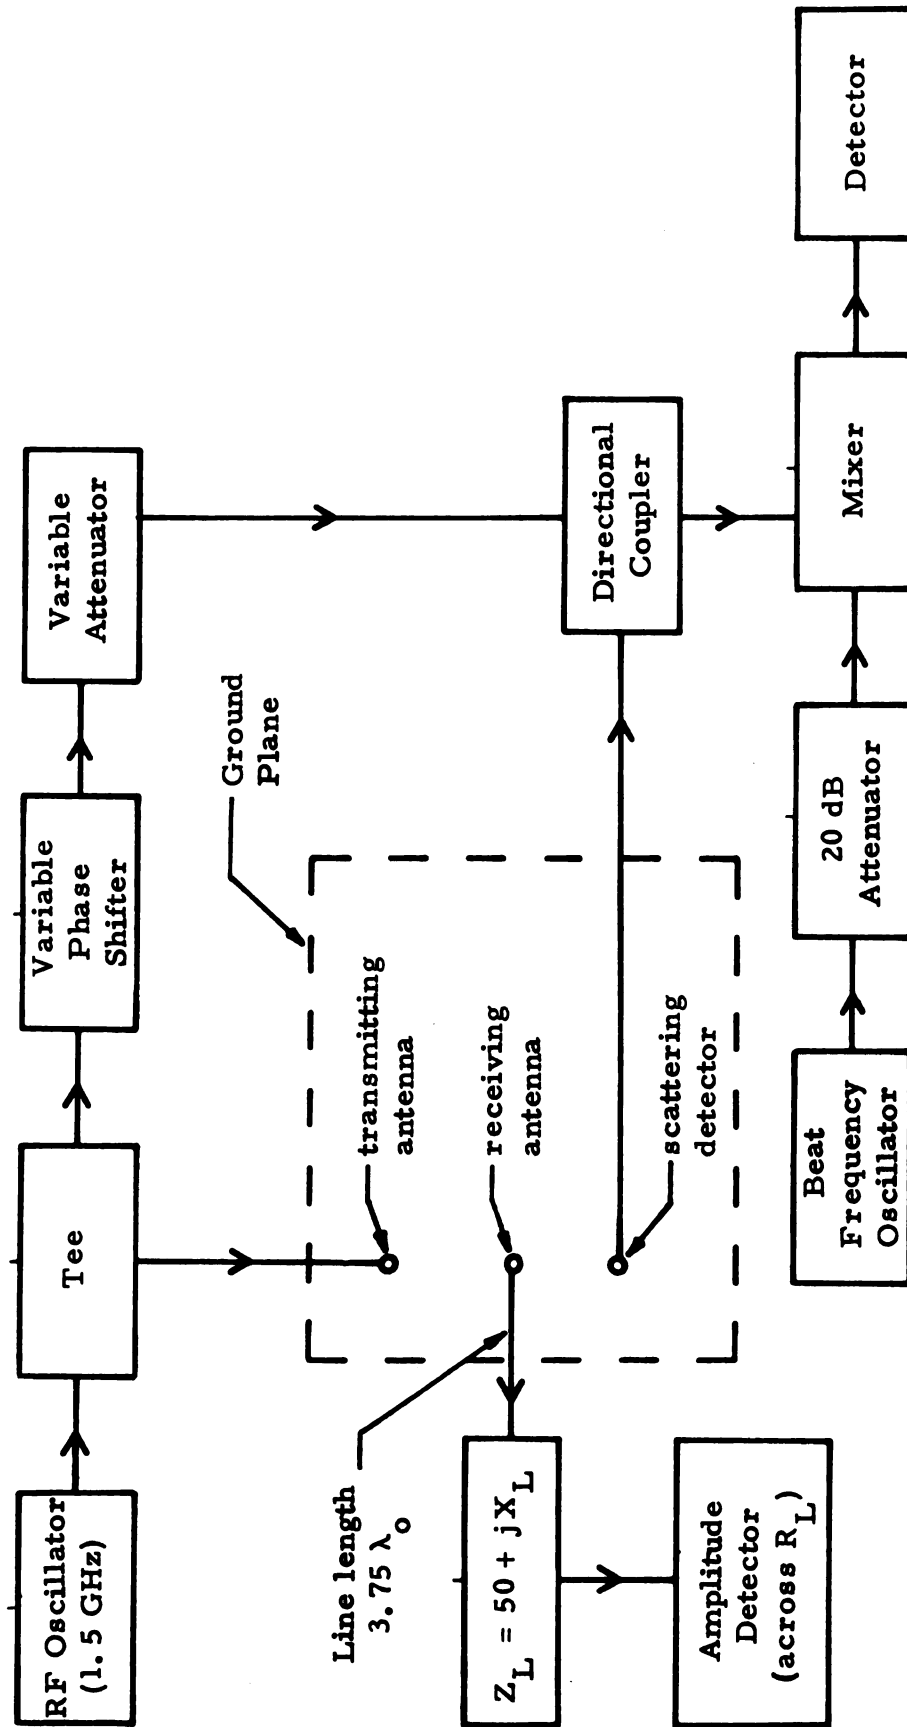 RF Oscillator
(1.5 GHz)
Tee
Variable
Phase
Shifter
Variable
Attenuator
Ground
Plane
transmitting
antenna
receiving
antenna
scattering
detector
Line length
3.75 λo
ZL = 50 + jXL
Amplitude
Detector
(across RL)
Directional
Coupler
Beat
Frequency
Oscillator
20 dB
Attenuator
Mixer
Detector